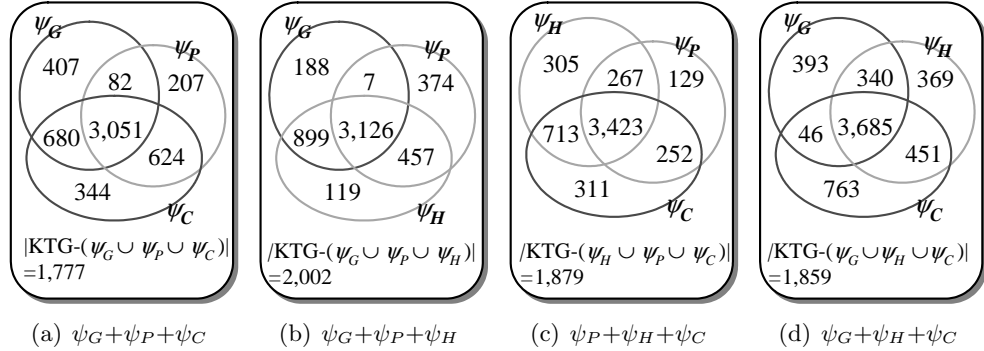 ψG
ψP
407
82
207
680
3,051
624
344
ψC
|KTG-(ψG ∪ ψP ∪ ψC)|
=1,777
(a) ψG+ψP+ψC
ψG
ψP
188
7
374
899
3,126
457
119
ψH
/KTG-(ψG ∪ ψP ∪ ψH)|
=2,002
(b) ψG+ψP+ψH
ψH
ψP
305
267
129
713
3,423
252
311
ψC
/KTG-(ψH ∪ ψP ∪ ψC)|
=1,879
(c) ψP+ψH+ψC
ψG
ψH
393
340
369
46
3,685
451
763
ψC
/KTG-(ψG ∪ψH ∪ψC)|
=1,859
(d) ψG+ψH+ψC